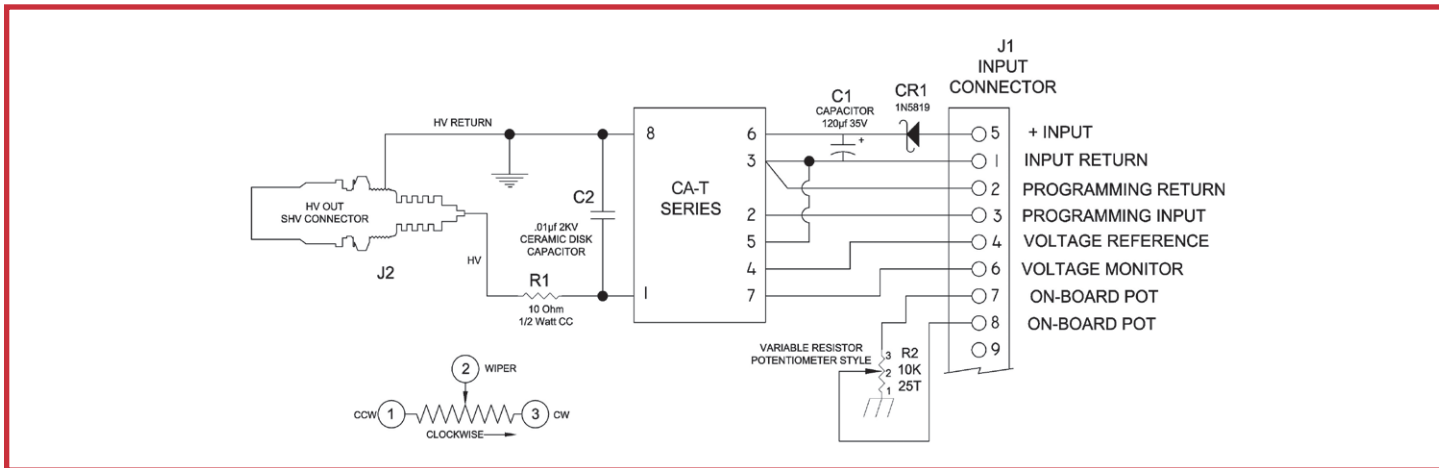 J1
INPUT
CONNECTOR
C1
CAPACITOR
120µf 35V
+
CR1
1N5819
HV RETURN
8
6
5
+ INPUT
3
1
INPUT RETURN
2
PROGRAMMING RETURN
CA-T
SERIES
C2
.01µf 2KV
CERAMIC DISK
CAPACITOR
HV OUT
SHV CONNECTOR
2
3
PROGRAMMING INPUT
5
4
VOLTAGE REFERENCE
4
6
VOLTAGE MONITOR
HV
J2
R1
10 Ohm
1/2 Watt CC
1
7
7
ON-BOARD POT
8
ON-BOARD POT
9
VARIABLE RESISTOR
POTENTIOMETER STYLE
3
2
1
R2
10K
25T
2
WIPER
CCW
1
3
CW
CLOCKWISE